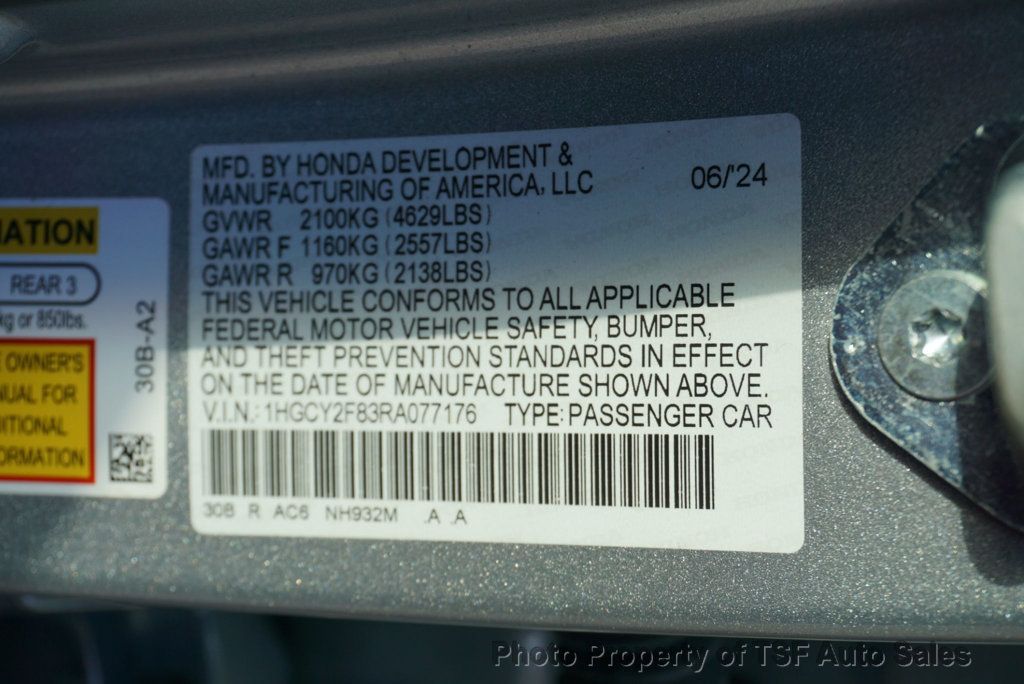 MFD. BY HONDA DEVELOPMENT &
MANUFACTURING OF AMERICA, LLC 06/'24
GVWR 2100KG (4629LBS)
GAWR F 1160KG (2557LBS)
GAWR R 970KG (2138LBS)
THIS VEHICLE CONFORMS TO ALL APPLICABLE
FEDERAL MOTOR VEHICLE SAFETY, BUMPER,
AND THEFT PREVENTION STANDARDS IN EFFECT
ON THE DATE OF MANUFACTURE SHOWN ABOVE.
V.I.N.: 1HGCY2F83RA077176 TYPE: PASSENGER CAR
30B R AC6 NH932M .A .A
MATION
REAR 3
kg or 850lbs.
E OWNER'S
NUAL FOR
DITIONAL
ORMATION
30B-A2
Photo Property of TSF Auto Sales